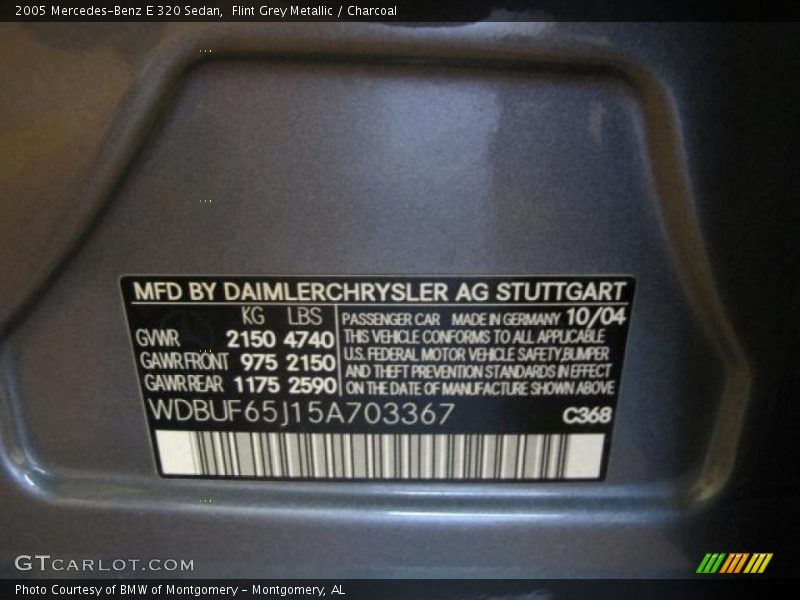 2005 Mercedes-Benz E 320 Sedan,  Flint Grey Metallic / Charcoal
MFD BY DAIMLERCHRYSLER AG STUTTGART
KG LBS
GVWR 2150 4740
GAWR FRONT 975 2150
GAWR REAR 1175 2590
PASSENGER CAR MADE IN GERMANY 10/04
THIS VEHICLE CONFORMS TO ALL APPLICABLE
U.S. FEDERAL MOTOR VEHICLE SAFETY,BUMPER
AND THEFT PREVENTION STANDARDS IN EFFECT
ON THE DATE OF MANUFACTURE SHOWN ABOVE
WDBUF65J15A703367 C368
GTCARLOT.COM
Photo Courtesy of BMW of Montgomery - Montgomery, AL